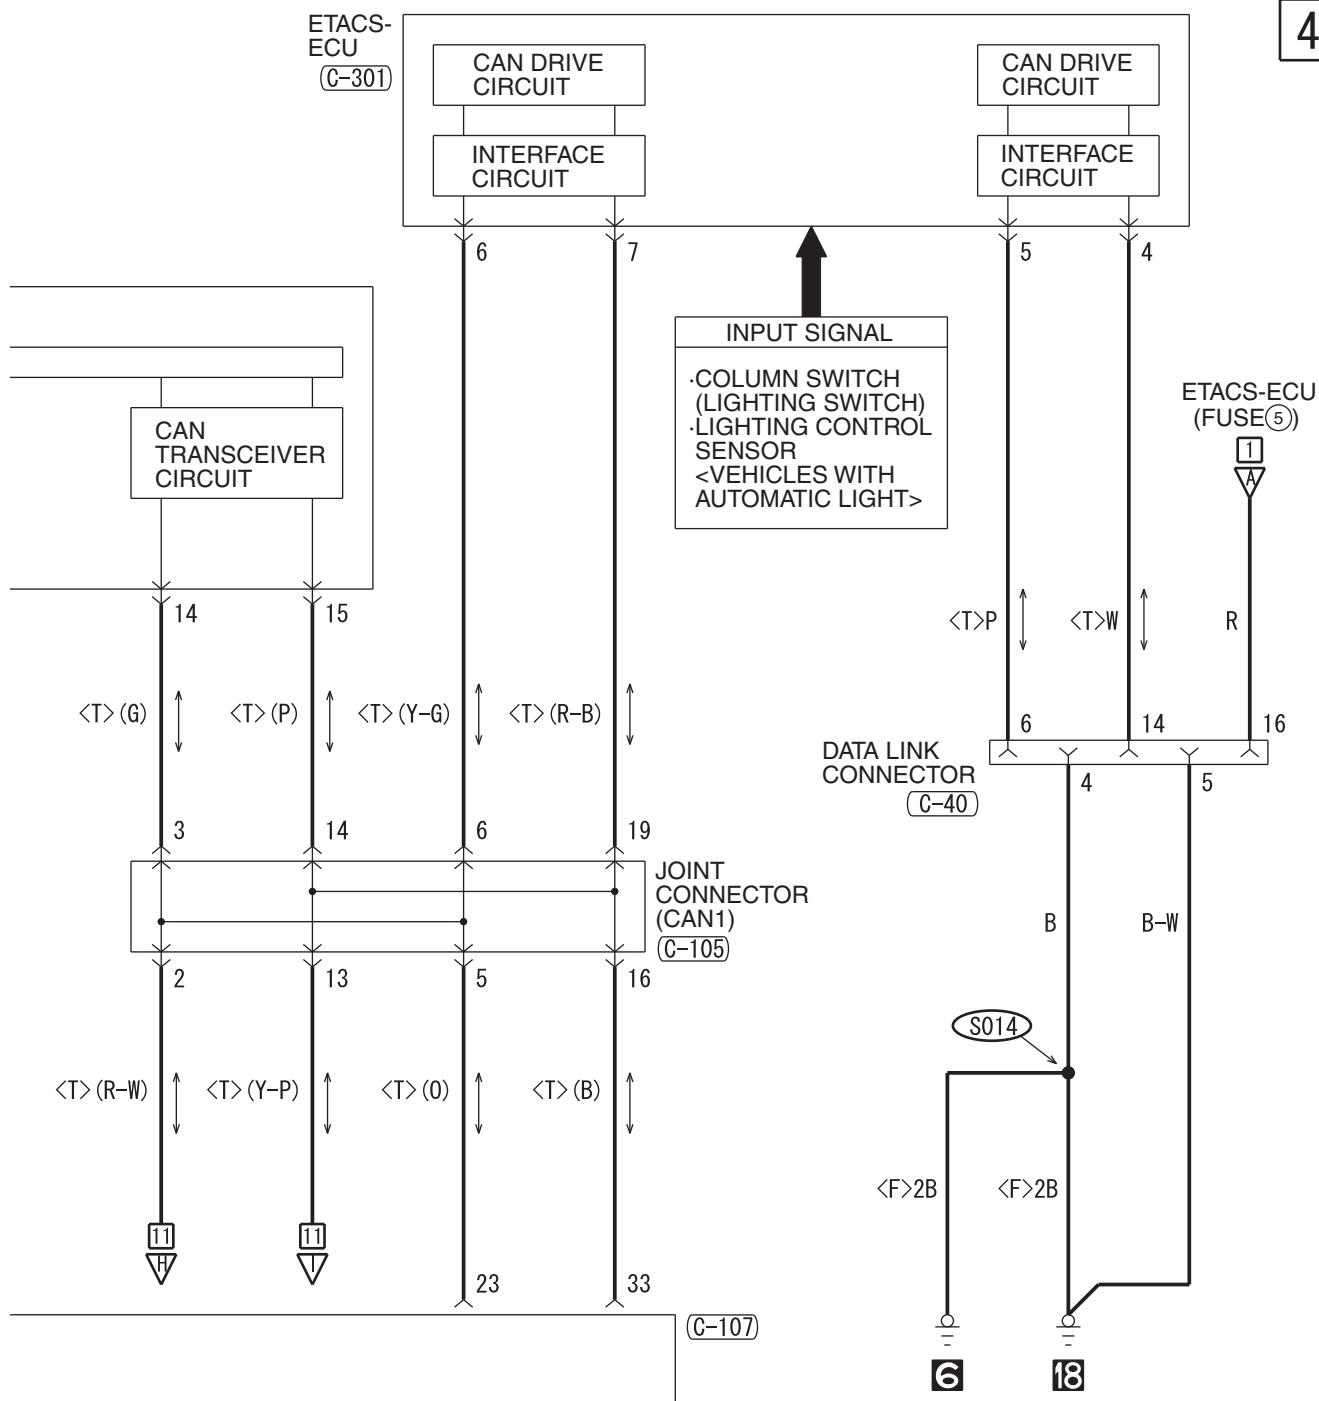 4
ETACS-
ECU
C-301
CAN DRIVE
CIRCUIT
INTERFACE
CIRCUIT
CAN DRIVE
CIRCUIT
INTERFACE
CIRCUIT
6
7
5
4
INPUT SIGNAL
·COLUMN SWITCH
(LIGHTING SWITCH)
·LIGHTING CONTROL
SENSOR
<VEHICLES WITH
AUTOMATIC LIGHT>
ETACS-ECU
(FUSE⑤)
1
A
CAN
TRANSCEIVER
CIRCUIT
14
15
<T>P
<T>W
R
<T>(G)
<T>(P)
<T>(Y-G)
<T>(R-B)
6
14
16
DATA LINK
CONNECTOR
C-40
4
5
3
14
6
19
JOINT
CONNECTOR
(CAN1)
C-105
B
B-W
2
13
5
16
S014
<T>(R-W)
<T>(Y-P)
<T>(O)
<T>(B)
<F>2B
<F>2B
11
H
11
I
23
33
C-107
6
18